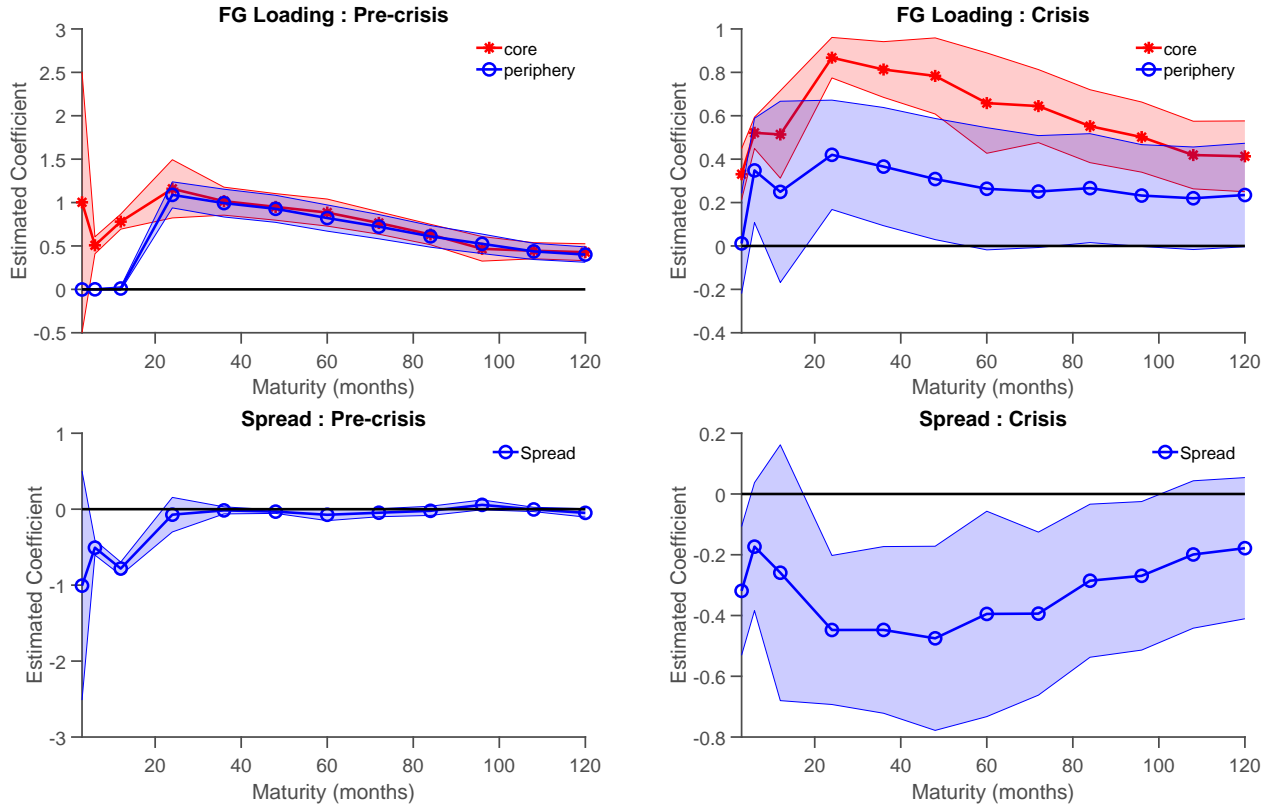 FG Loading : Pre-crisis
3
2.5
2
1.5
1
0.5
0
-0.5
Estimated Coefficient
core
periphery
20 40 60 80 100 120
Maturity (months)
FG Loading : Crisis
1
0.8
0.6
0.4
0.2
0
-0.2
-0.4
Estimated Coefficient
core
periphery
20 40 60 80 100 120
Maturity (months)
Spread : Pre-crisis
1
0
-1
-2
-3
Estimated Coefficient
Spread
20 40 60 80 100 120
Maturity (months)
Spread : Crisis
0.2
0
-0.2
-0.4
-0.6
-0.8
Estimated Coefficient
Spread
20 40 60 80 100 120
Maturity (months)